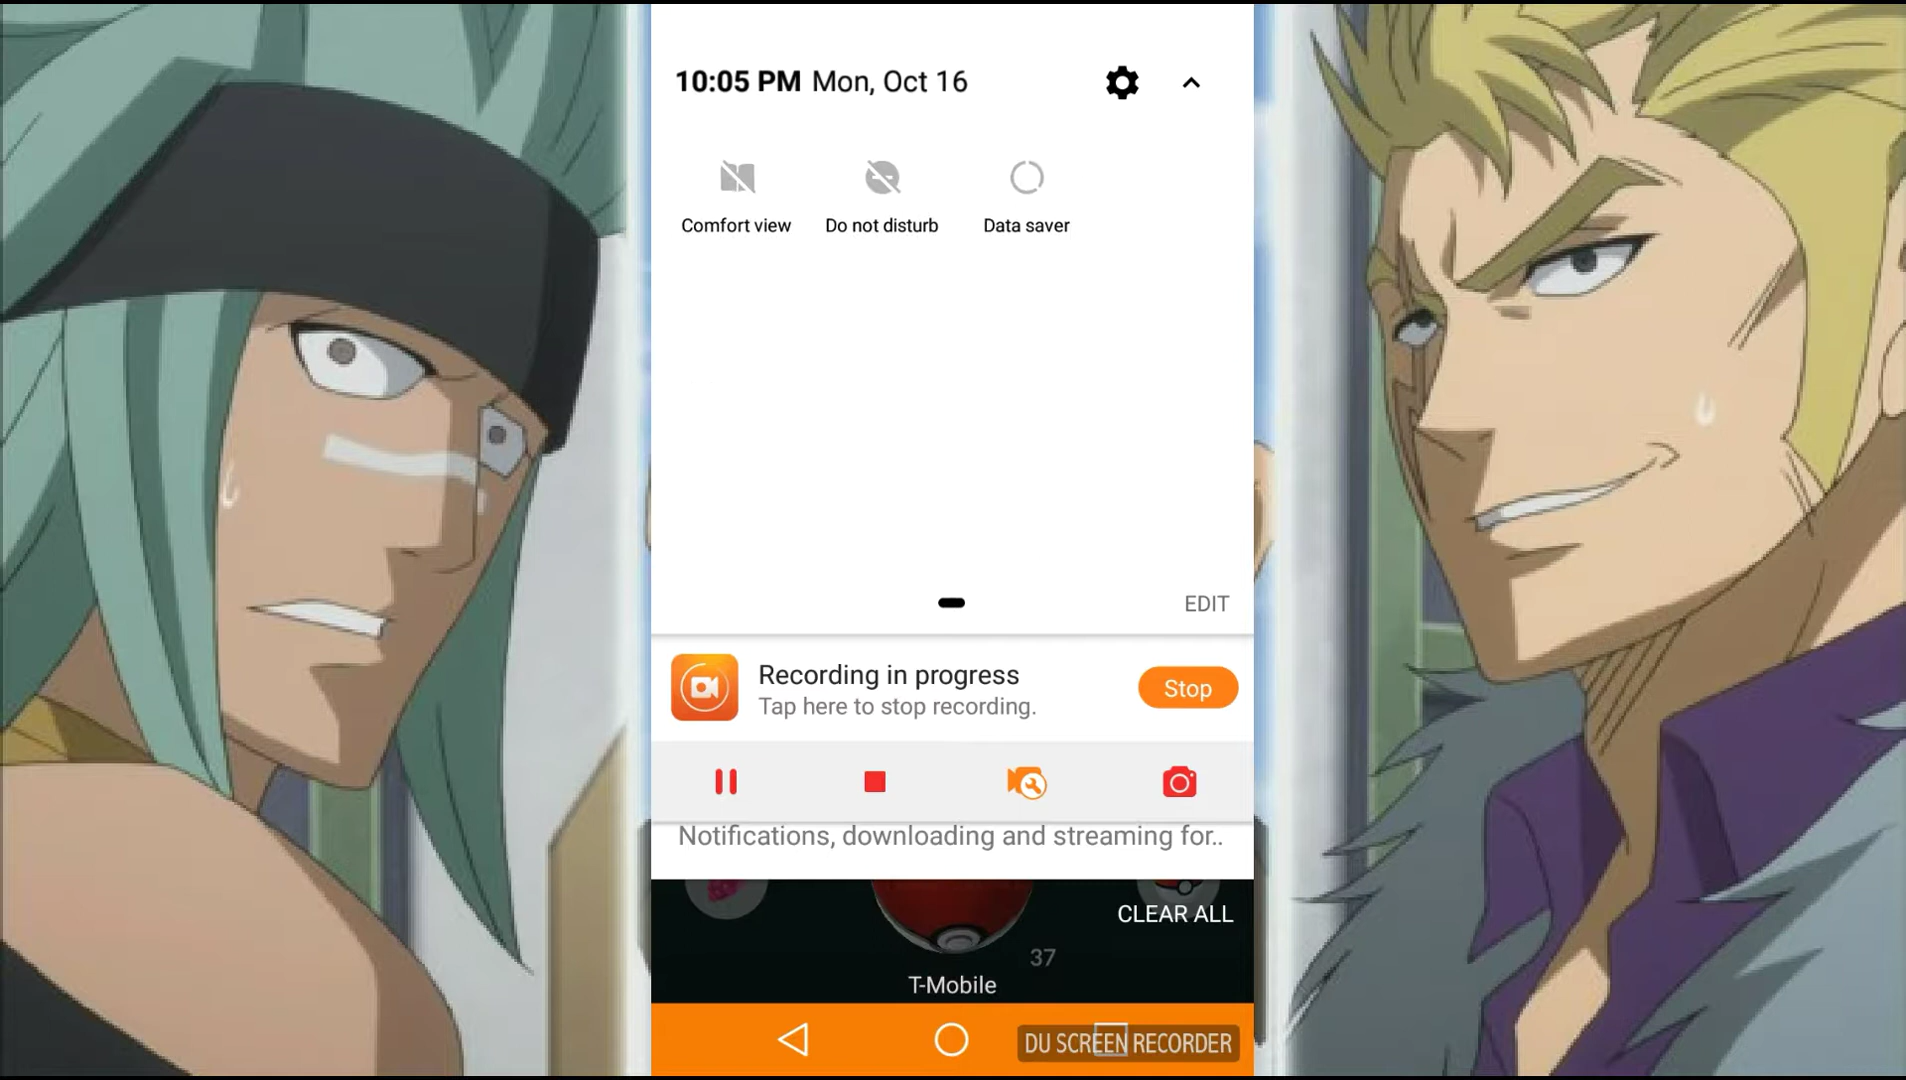 10:05 PM Mon, Oct 16
Comfort view
Do not disturb
Data saver
EDIT
Recording in progress
Tap here to stop recording.
Stop
Notifications, downloading and streaming for..
CLEAR ALL
37
T-Mobile
DU SCREEN RECORDER